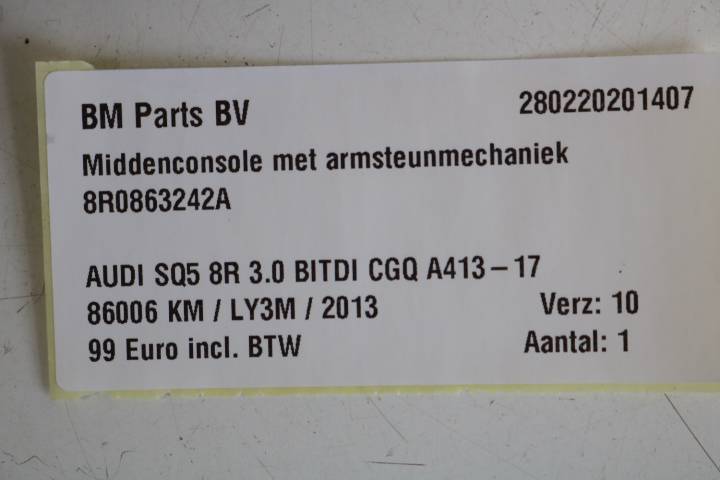 BM Parts BV 280220201407
Middenconsole met armsteunmechaniek
8R0863242A
AUDI SQ5 8R 3.0 BITDI CGQ A413-17
86006 KM / LY3M / 2013 Verz: 10
99 Euro incl. BTW Aantal: 1